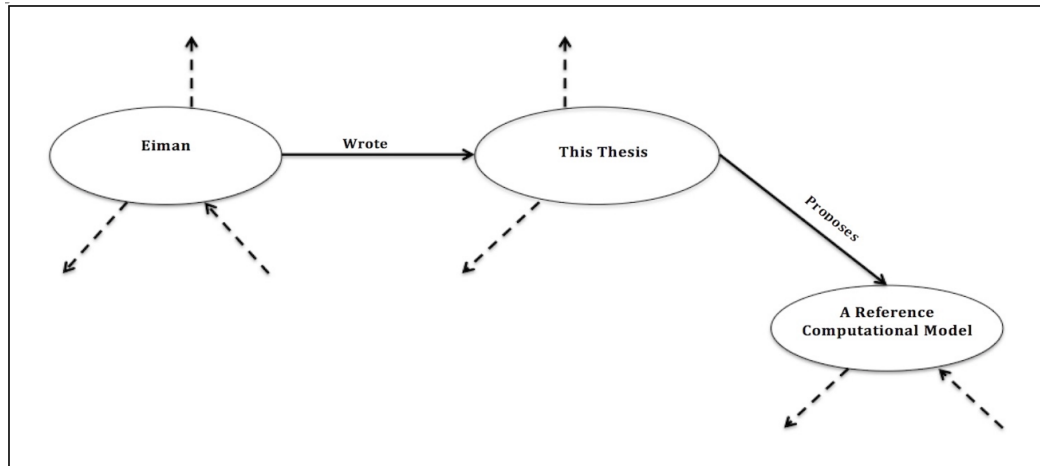 Eiman
Wrote
This Thesis
Proposes
A Reference
Computational Model